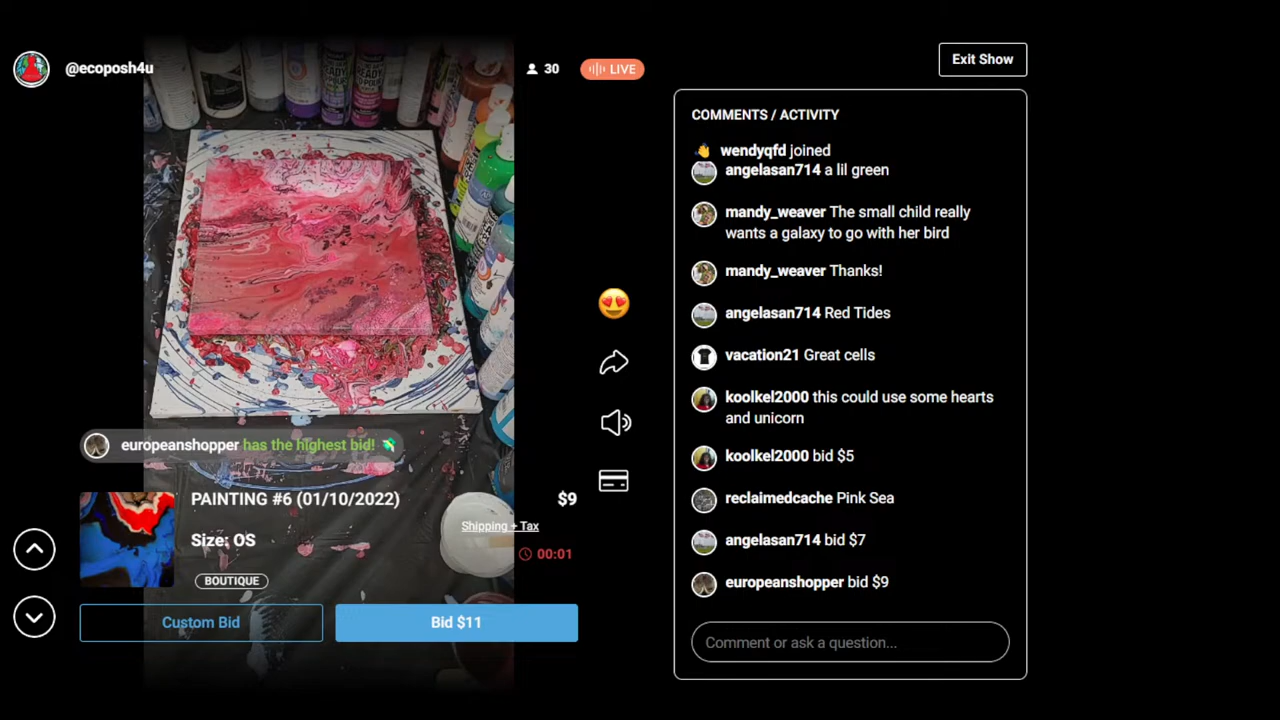 @ecoposh4u
30
LIVE
Exit Show
COMMENTS / ACTIVITY
wendyqfd joined
angelasan714 a lil green
mandy_weaver The small child really
wants a galaxy to go with her bird
mandy_weaver Thanks!
angelasan714 Red Tides
vacation21 Great cells
koolkel2000 this could use some hearts
and unicorn
koolkel2000 bid $5
reclaimedcache Pink Sea
angelasan714 bid $7
europeanshopper bid $9
Comment or ask a question...
europeanshopper has the highest bid!
PAINTING #6 (01/10/2022)
$9
Shipping + Tax
Size: OS
00:01
BOUTIQUE
Custom Bid
Bid $11